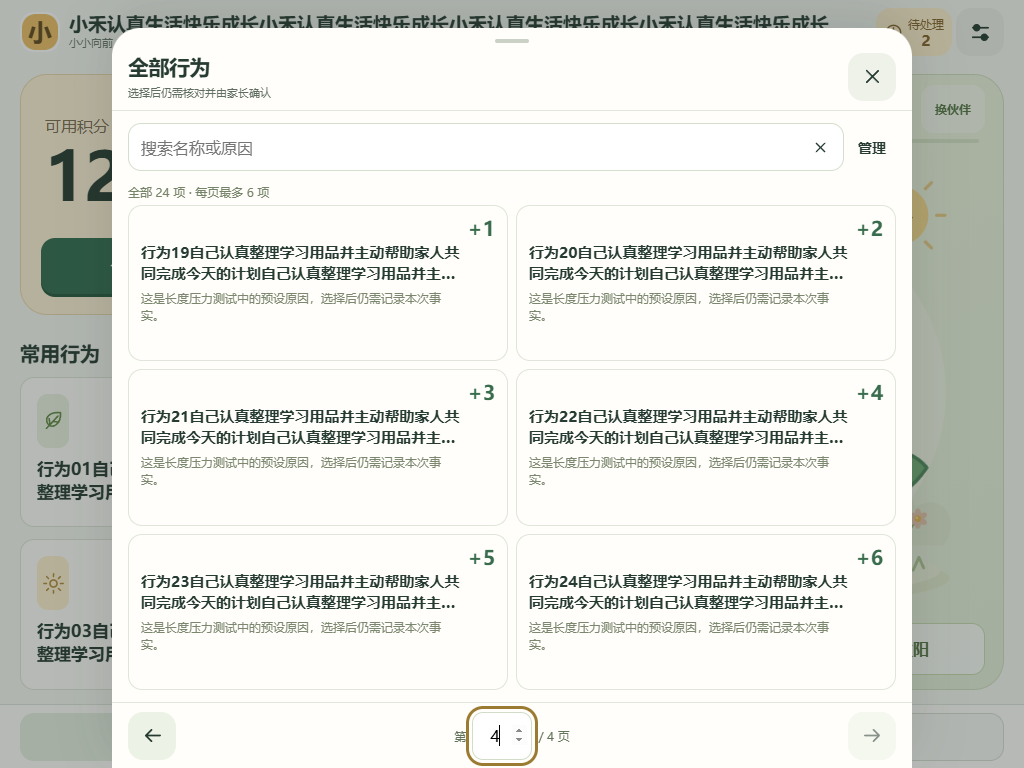 小 小禾认真生活快乐成长小禾认真生活快乐成长小禾认真生活快乐成长小禾认真生活快乐成长
小小向前
待处理
2
全部行为
选择后仍需核对并由家长确认
可用积分
换伙伴
12
搜索名称或原因
管理
全部 24 项 · 每页最多 6 项
+1
行为19自己认真整理学习用品并主动帮助家人共
同完成今天的计划自己认真整理学习用品并主…
这是长度压力测试中的预设原因，选择后仍需记录本次事
实。
+2
行为20自己认真整理学习用品并主动帮助家人共
同完成今天的计划自己认真整理学习用品并主…
这是长度压力测试中的预设原因，选择后仍需记录本次事
实。
常用行为
+3
行为21自己认真整理学习用品并主动帮助家人共
同完成今天的计划自己认真整理学习用品并主…
这是长度压力测试中的预设原因，选择后仍需记录本次事
实。
+4
行为22自己认真整理学习用品并主动帮助家人共
同完成今天的计划自己认真整理学习用品并主…
这是长度压力测试中的预设原因，选择后仍需记录本次事
实。
行为01自
整理学习
+5
行为23自己认真整理学习用品并主动帮助家人共
同完成今天的计划自己认真整理学习用品并主…
这是长度压力测试中的预设原因，选择后仍需记录本次事
实。
+6
行为24自己认真整理学习用品并主动帮助家人共
同完成今天的计划自己认真整理学习用品并主…
这是长度压力测试中的预设原因，选择后仍需记录本次事
实。
行为03自
整理学习
阳
第 4 / 4 页